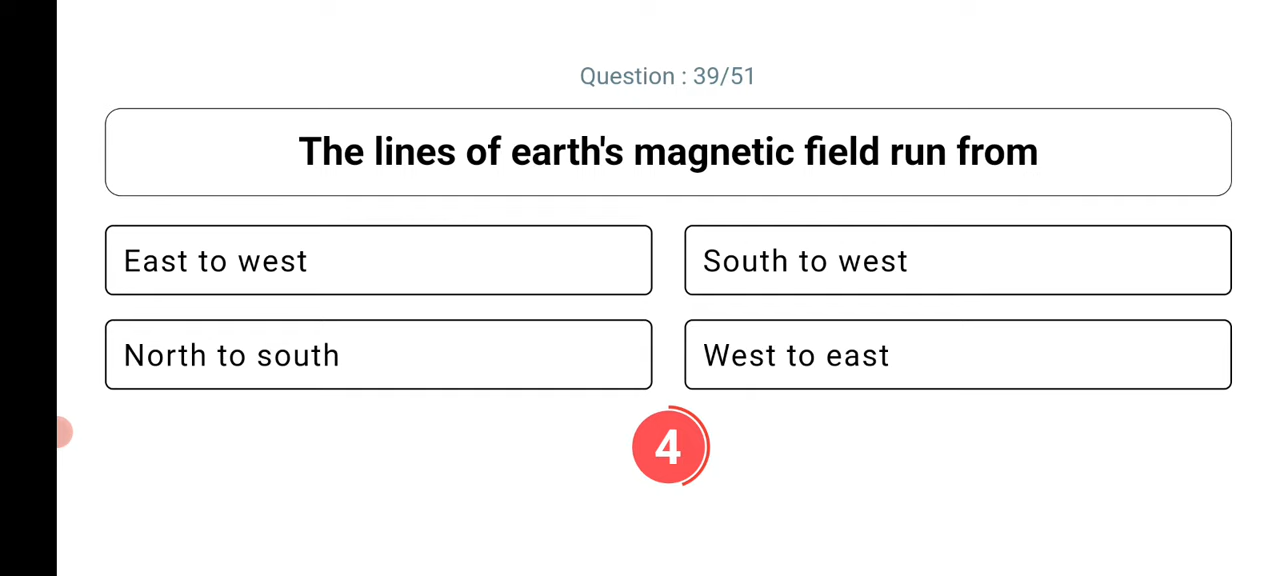 Question : 39/51
The lines of earth's magnetic field run from
East to west
South to west
North to south
West to east
4